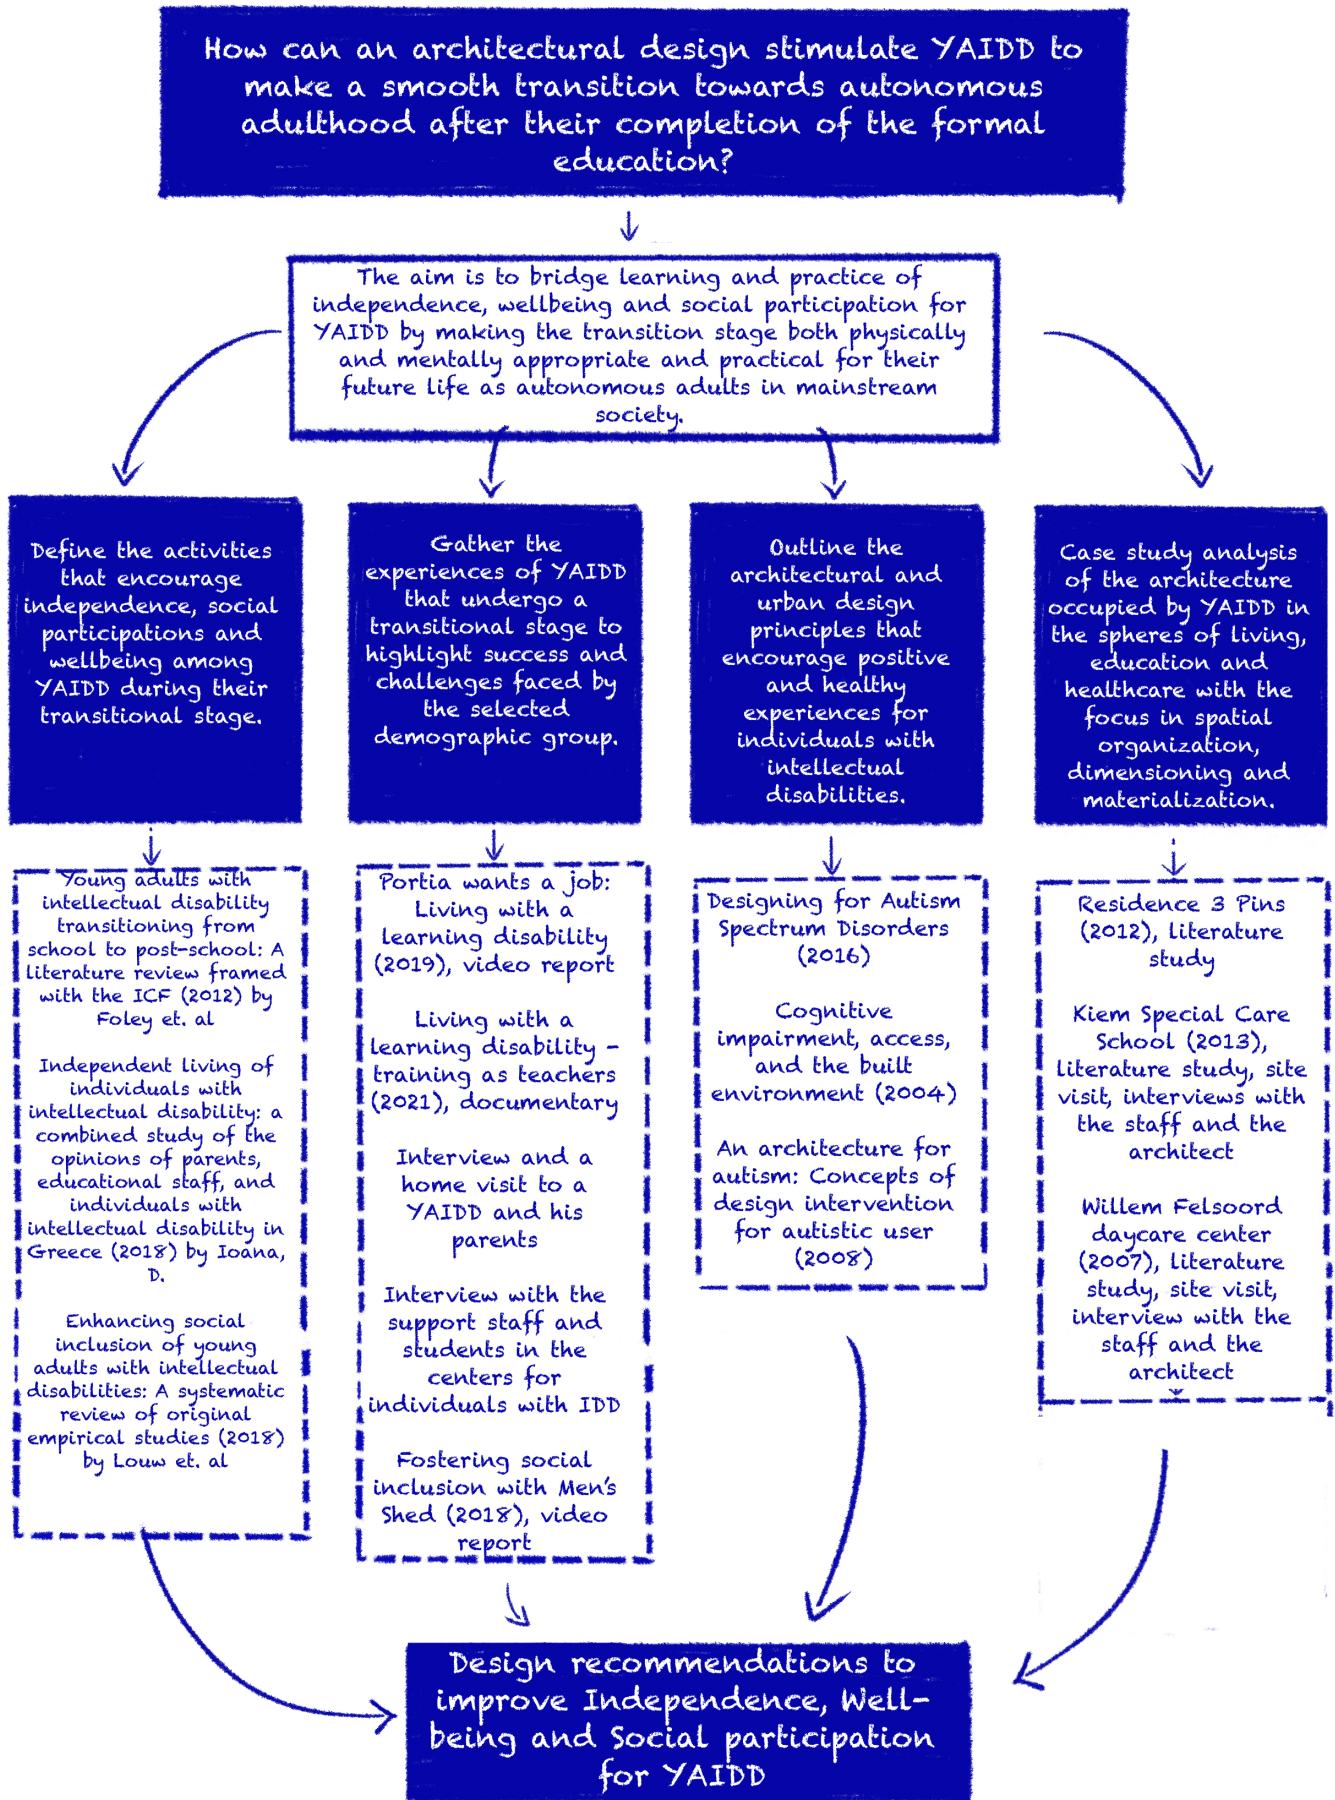 How can an architectural design stimulate YAIDD to
make a smooth transition towards autonomous
adulthood after their completion of the formal
education?
The aim is to bridge learning and practice of
independence, wellbeing and social participation for
YAIDD by making the transition stage both physically
and mentally appropriate and practical for their
future life as autonomous adults in mainstream
society.
Define the activities
that encourage
independence, social
participations and
wellbeing among
YAIDD during their
transitional stage.
Gather the
experiences of YAIDD
that undergo a
transitional stage to
highlight success and
challenges faced by
the selected
demographic group.
Outline the
architectural and
urban design
principles that
encourage positive
and healthy
experiences for
individuals with
intellectual
disabilities.
Case study analysis
of the architecture
occupied by YAIDD in
the spheres of living,
education and
healthcare with the
focus in spatial
organization,
dimensioning and
materialization.
Young adults with
intellectual disability
transitioning from
school to post-school: A
literature review framed
with the ICF (2012) by
Foley et. al
Independent living of
individuals with
intellectual disability: a
combined study of the
opinions of parents,
educational staff, and
individuals with
intellectual disability in
Greece (2018) by Ioana,
D.
Enhancing social
inclusion of young
adults with intellectual
disabilities: A systematic
review of original
empirical studies (2018)
by Louw et. al
Portia wants a job:
Living with a
learning disability
(2019), video report
Living with a
learning disability -
training as teachers
(2021), documentary
Interview and a
home visit to a
YAIDD and his
parents
Interview with the
support staff and
students in the
centers for
individuals with IDD
Fostering social
inclusion with Men's
Shed (2018), video
report
Designing for Autism
Spectrum Disorders
(2016)
Cognitive
impairment, access,
and the built
environment (2004)
An architecture for
autism: Concepts of
design intervention
for autistic user
(2008)
Residence 3 Pins
(2012), literature
study
Kiem Special Care
School (2013),
literature study, site
visit, interviews with
the staff and the
architect
Willem Felsoord
daycare center
(2007), literature
study, site visit,
interview with the
staff and the
architect
Design recommendations to
improve Independence, Well-
being and Social participation
for YAIDD